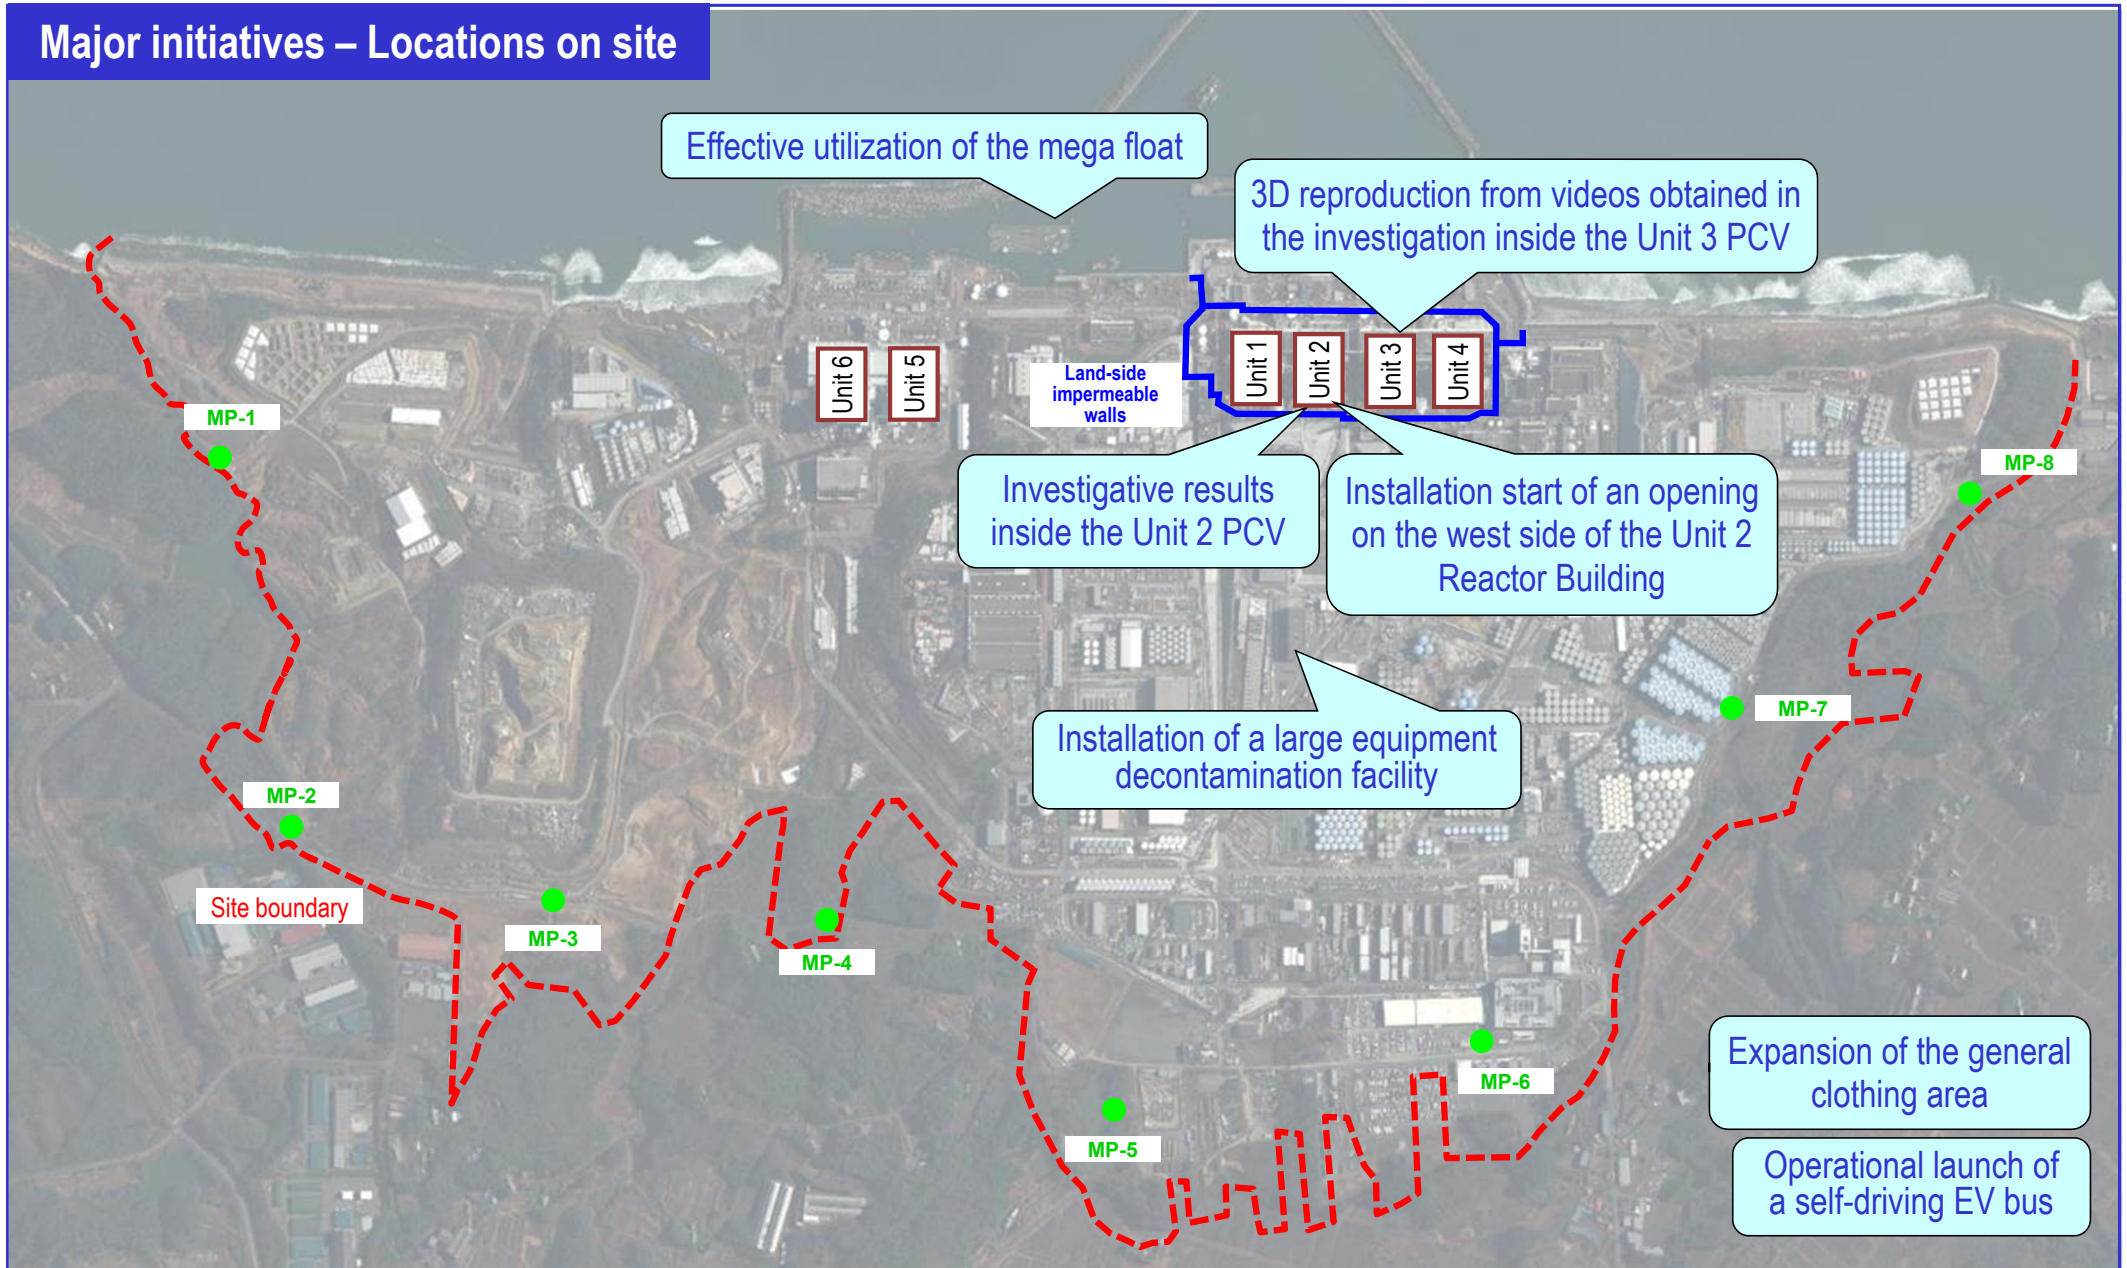 Major initiatives – Locations on site
Effective utilization of the mega float
3D reproduction from videos obtained in
the investigation inside the Unit 3 PCV
Unit 6
Unit 5
Land-side
impermeable
walls
Unit 1
Unit 2
Unit 3
Unit 4
MP-1
MP-8
Investigative results
inside the Unit 2 PCV
Installation start of an opening
on the west side of the Unit 2
Reactor Building
MP-7
Installation of a large equipment
decontamination facility
MP-2
Site boundary
MP-3
MP-4
MP-6
MP-5
Expansion of the general
clothing area
Operational launch of
a self-driving EV bus